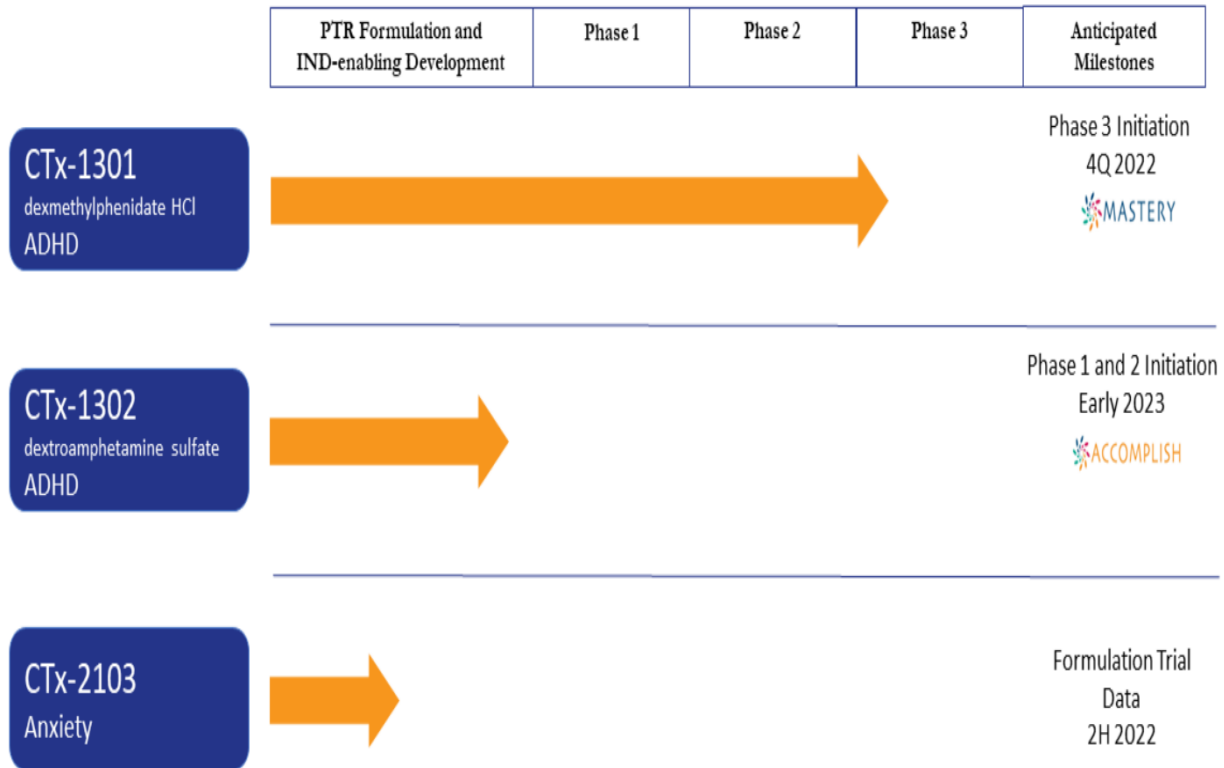 PTR Formulation and
IND-enabling Development
Phase 1
Phase 2
Phase 3
Anticipated
Milestones
CTx-1301
dexmethylphenidate HCl
ADHD
Phase 3 Initiation
4Q 2022
MASTERY
CTx-1302
dextroamphetamine sulfate
ADHD
Phase 1 and 2 Initiation
Early 2023
ACCOMPLISH
CTx-2103
Anxiety
Formulation Trial
Data
2H 2022